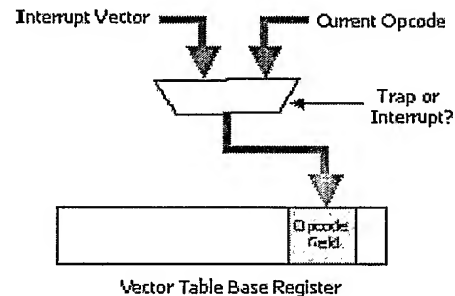 Interrupt Vector
Current Opcode
Trap or
Interrupt?
Opcode
Field
Vector Table Base Register